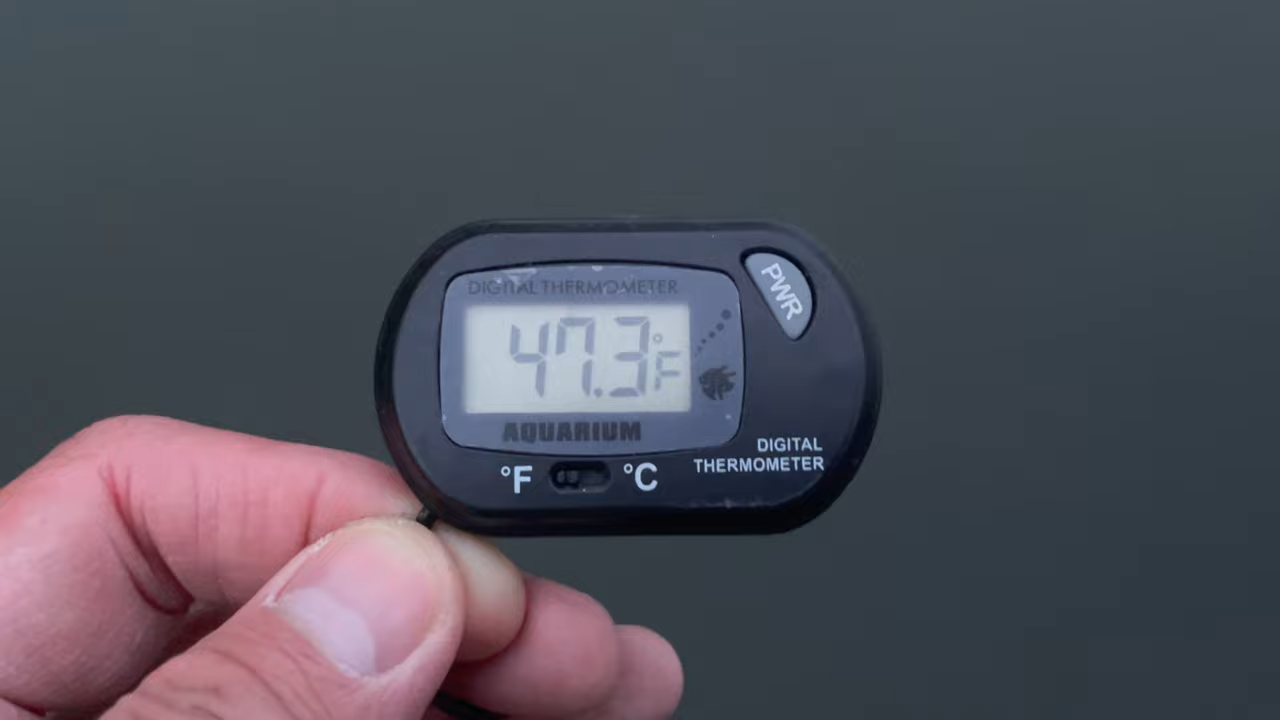 PWR
DIGITAL THERMOMETER
47.3°F
AQUARIUM
°F °C
DIGITAL
THERMOMETER